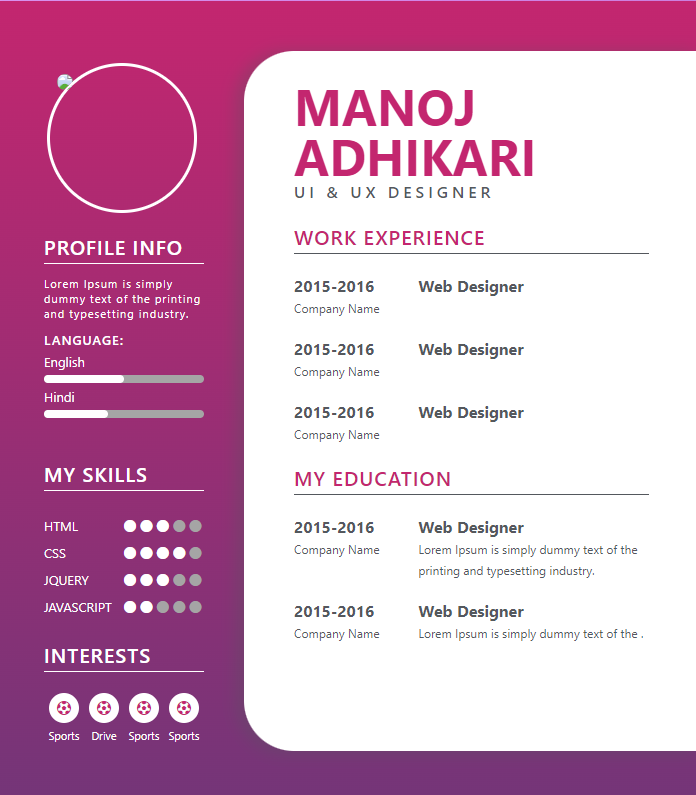 PROFILE INFO
Lorem Ipsum is simply
dummy text of the printing
and typesetting industry.
LANGUAGE:
English
Hindi
MY SKILLS
HTML
CSS
JQUERY
JAVASCRIPT
INTERESTS
Sports Drive Sports Sports
MANOJ
ADHIKARI
UI & UX DESIGNER
WORK EXPERIENCE
2015-2016 Web Designer
Company Name
2015-2016 Web Designer
Company Name
2015-2016 Web Designer
Company Name
MY EDUCATION
2015-2016 Web Designer
Company Name Lorem Ipsum is simply dummy text of the
printing and typesetting industry.
2015-2016 Web Designer
Company Name Lorem Ipsum is simply dummy text of the .